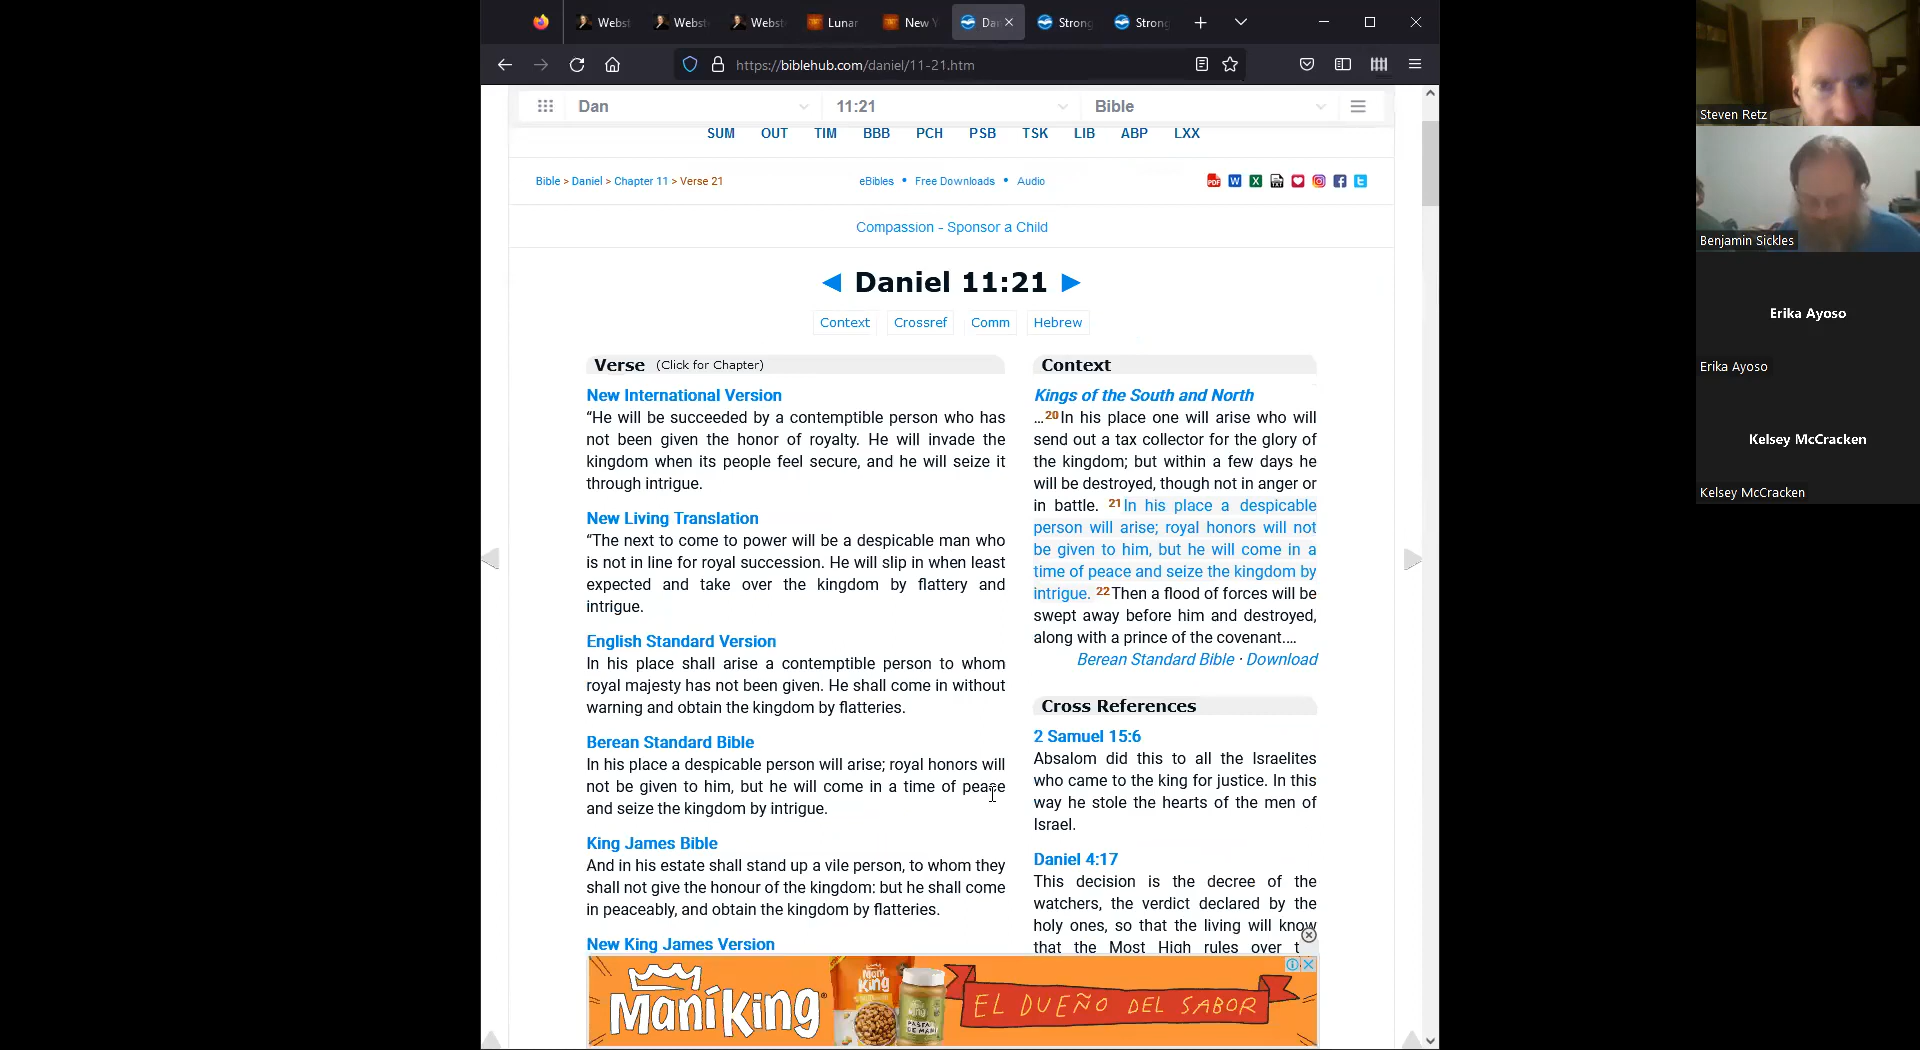 Webst
Webst
Webst
Lunar
New Y
Da
Strong
Strong
https://biblehub.com/daniel/11-21.htm
Dan
11:21
Bible
SUM OUT TIM BBB PCH PSB TSK LIB ABP LXX
Bible > Daniel > Chapter 11 > Verse 21
eBibles • Free Downloads • Audio
Compassion - Sponsor a Child
◄ Daniel 11:21 ►
Context
Crossref
Comm
Hebrew
Verse (Click for Chapter)
New International Version
“He will be succeeded by a contemptible person who has
not been given the honor of royalty. He will invade the
kingdom when its people feel secure, and he will seize it
through intrigue.
New Living Translation
“The next to come to power will be a despicable man who
is not in line for royal succession. He will slip in when least
expected and take over the kingdom by flattery and
intrigue.
English Standard Version
In his place shall arise a contemptible person to whom
royal majesty has not been given. He shall come in without
warning and obtain the kingdom by flatteries.
Berean Standard Bible
In his place a despicable person will arise; royal honors will
not be given to him, but he will come in a time of peace
and seize the kingdom by intrigue.
King James Bible
And in his estate shall stand up a vile person, to whom they
shall not give the honour of the kingdom: but he shall come
in peaceably, and obtain the kingdom by flatteries.
New King James Version
Context
Kings of the South and North
…20In his place one will arise who will
send out a tax collector for the glory of
the kingdom; but within a few days he
will be destroyed, though not in anger or
in battle. 21In his place a despicable
person will arise; royal honors will not
be given to him, but he will come in a
time of peace and seize the kingdom by
intrigue. 22Then a flood of forces will be
swept away before him and destroyed,
along with a prince of the covenant.…
Berean Standard Bible · Download
Cross References
2 Samuel 15:6
Absalom did this to all the Israelites
who came to the king for justice. In this
way he stole the hearts of the men of
Israel.
Daniel 4:17
This decision is the decree of the
watchers, the verdict declared by the
holy ones, so that the living will know
that the Most High rules over t
ManíKing
Maní
King
King
PASTA
DE MANÍ
EL DUEÑO DEL SABOR
Steven Retz
Benjamin Sickles
Erika Ayoso
Erika Ayoso
Kelsey McCracken
Kelsey McCracken